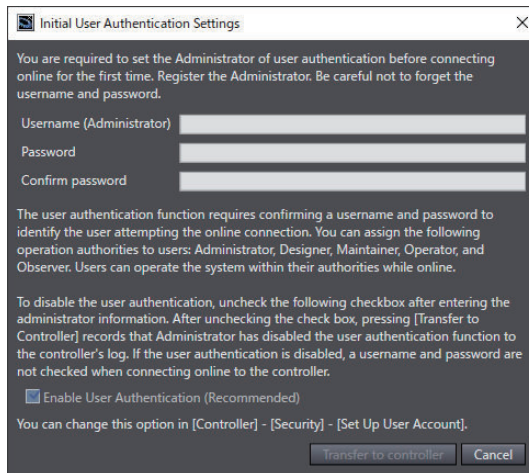 Initial User Authentication Settings
You are required to set the Administrator of user authentication before connecting
online for the first time. Register the Administrator. Be careful not to forget the
username and password.
Username (Administrator)
Password
Confirm password
The user authentication function requires confirming a username and password to
identify the user attempting the online connection. You can assign the following
operation authorities to users: Administrator, Designer, Maintainer, Operator, and
Observer. Users can operate the system within their authorities while online.
To disable the user authentication, uncheck the following checkbox after entering the
administrator information. After unchecking the check box, pressing [Transfer to
Controller] records that Administrator has disabled the user authentication function to
the controller's log. If the user authentication is disabled, a username and password are
not checked when connecting online to the controller.
Enable User Authentication (Recommended)
You can change this option in [Controller] - [Security] - [Set Up User Account].
Transfer to controller Cancel